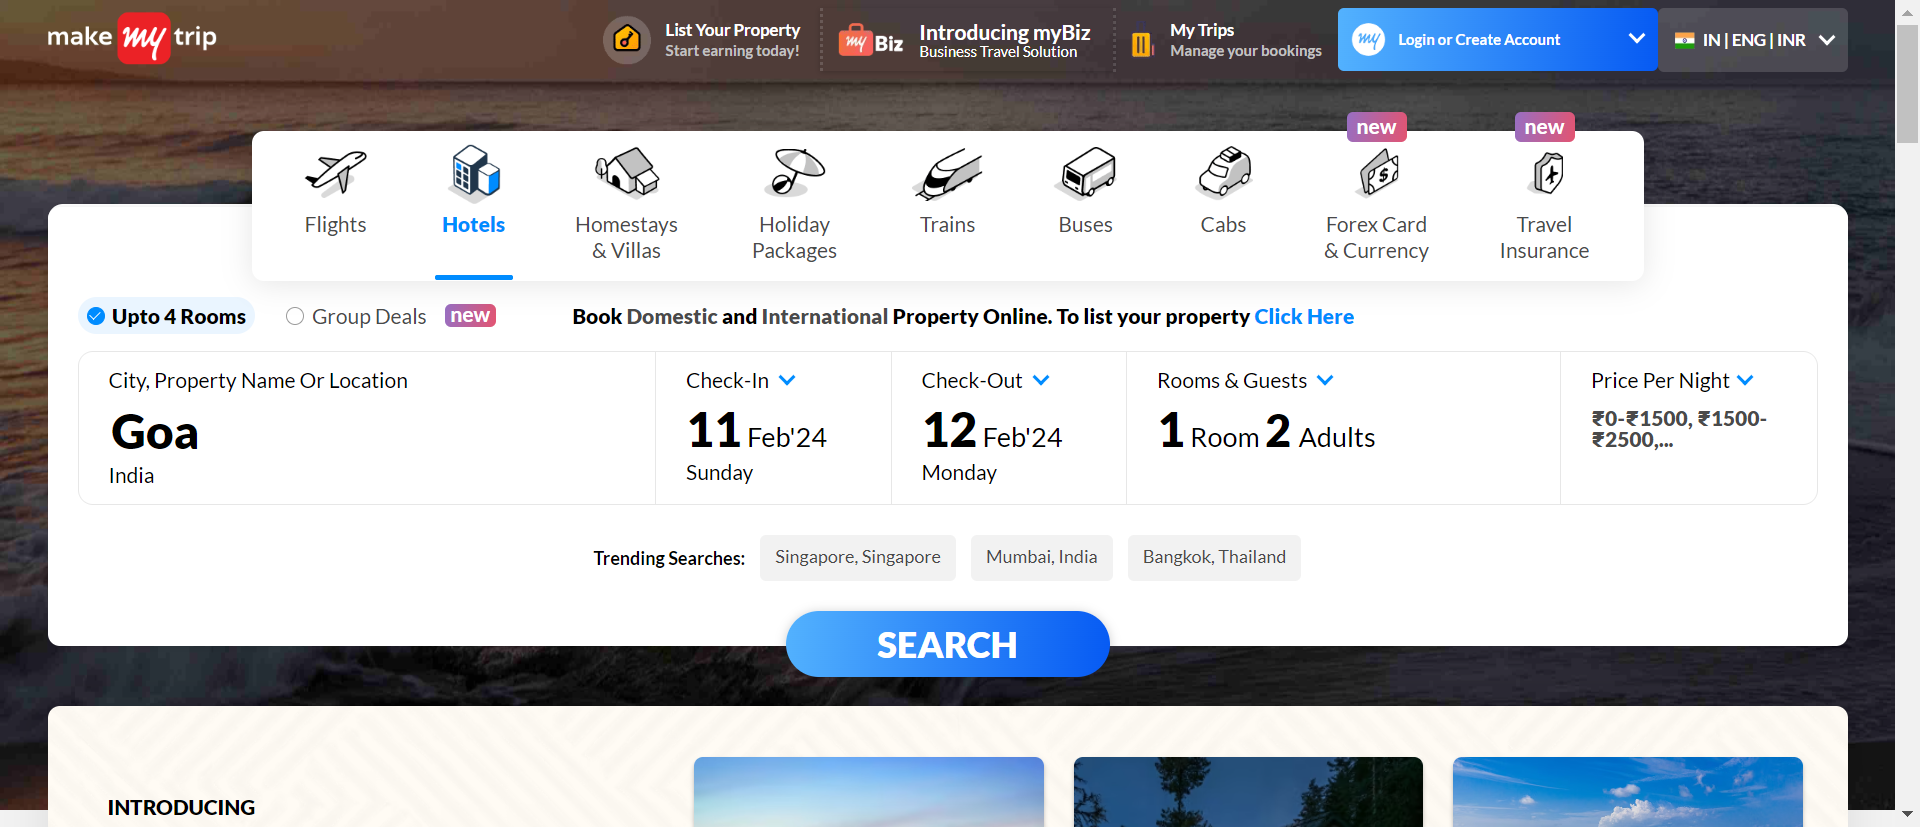 make my trip
List Your Property
Start earning today!
my Biz
Introducing myBiz
Business Travel Solution
My Trips
Manage your bookings
my
Login or Create Account
IN | ENG | INR
new
new
Flights
Hotels
Homestays
& Villas
Holiday
Packages
Trains
Buses
Cabs
Forex Card
& Currency
Travel
Insurance
Upto 4 Rooms
Group Deals
new
Book Domestic and International Property Online. To list your property Click Here
City, Property Name Or Location
Goa
India
Check-In
11 Feb'24
Sunday
Check-Out
12 Feb'24
Monday
Rooms & Guests
1 Room 2 Adults
Price Per Night
₹0-₹1500, ₹1500-
₹2500,...
Trending Searches:
Singapore, Singapore
Mumbai, India
Bangkok, Thailand
SEARCH
INTRODUCING